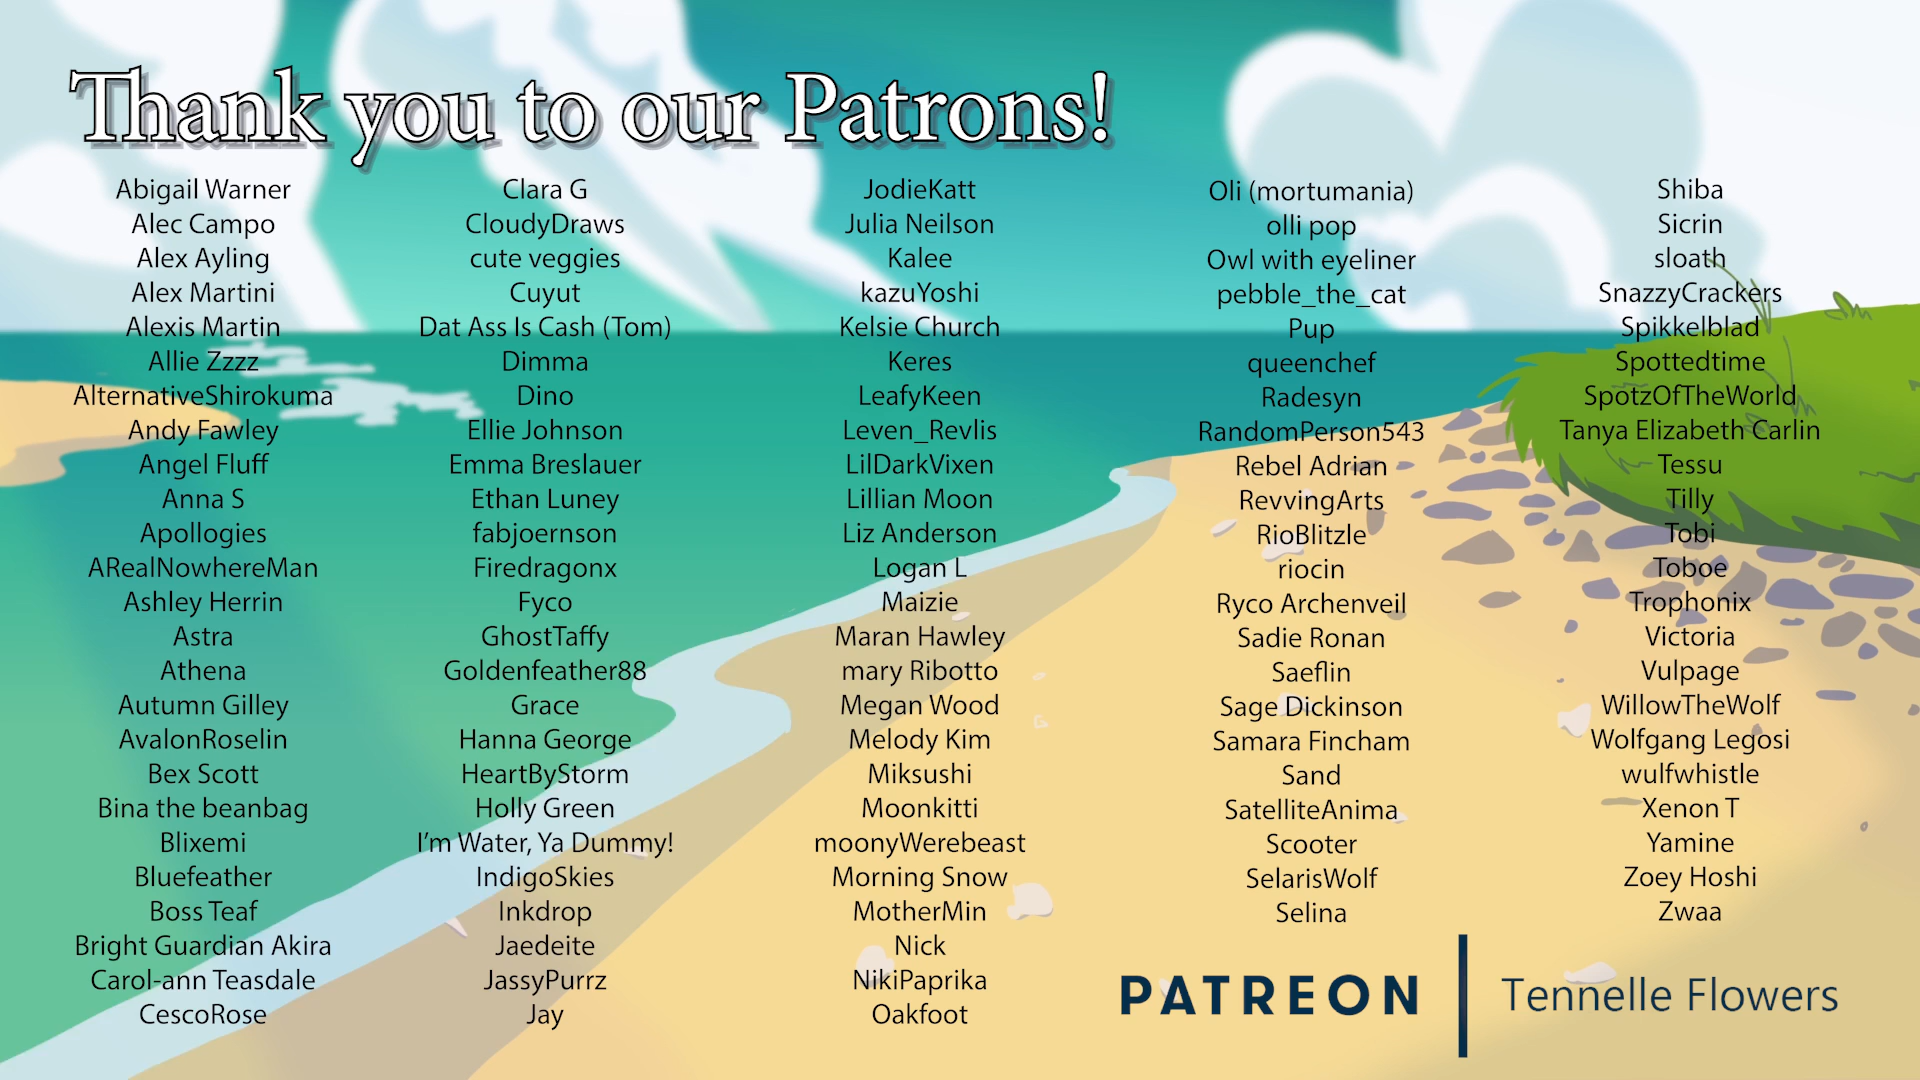 Thank you to our Patrons!
Abigail Warner
Alec Campo
Alex Ayling
Alex Martini
Alexis Martin
Allie Zzzz
AlternativeShirokuma
Andy Fawley
Angel Fluff
Anna S
Apollogies
ARealNowhereMan
Ashley Herrin
Astra
Athena
Autumn Gilley
AvalonRoselin
Bex Scott
Bina the beanbag
Blixemi
Bluefeather
Boss Teaf
Bright Guardian Akira
Carol-ann Teasdale
CescoRose
Clara G
CloudyDraws
cute veggies
Cuyut
Dat Ass Is Cash (Tom)
Dimma
Dino
Ellie Johnson
Emma Breslauer
Ethan Luney
fabjoernson
Firedragonx
Fyco
GhostTaffy
Goldenfeather88
Grace
Hanna George
HeartByStorm
Holly Green
I'm Water, Ya Dummy!
IndigoSkies
Inkdrop
Jaedeite
JassyPurrz
Jay
JodieKatt
Julia Neilson
Kalee
kazuYoshi
Kelsie Church
Keres
LeafyKeen
Leven_Revlis
LilDarkVixen
Lillian Moon
Liz Anderson
Logan L
Maizie
Maran Hawley
mary Ribotto
Megan Wood
Melody Kim
Miksushi
Moonkitti
moonyWerebeast
Morning Snow
MotherMin
Nick
NikiPaprika
Oakfoot
Oli (mortumania)
olli pop
Owl with eyeliner
pebble_the_cat
Pup
queenchef
Radesyn
RandomPerson543
Rebel Adrian
RevvingArts
RioBlitzle
riocin
Ryco Archenveil
Sadie Ronan
Saeflin
Sage Dickinson
Samara Fincham
Sand
SatelliteAnima
Scooter
SelarisWolf
Selina
Shiba
Sicrin
sloath
SnazzyCrackers
Spikkelblad
Spottedtime
SpotzOfTheWorld
Tanya Elizabeth Carlin
Tessu
Tilly
Tobi
Toboe
Trophonix
Victoria
Vulpage
WillowTheWolf
Wolfgang Legosi
wulfwhistle
Xenon T
Yamine
Zoey Hoshi
Zwaa
PATREON | Tennelle Flowers